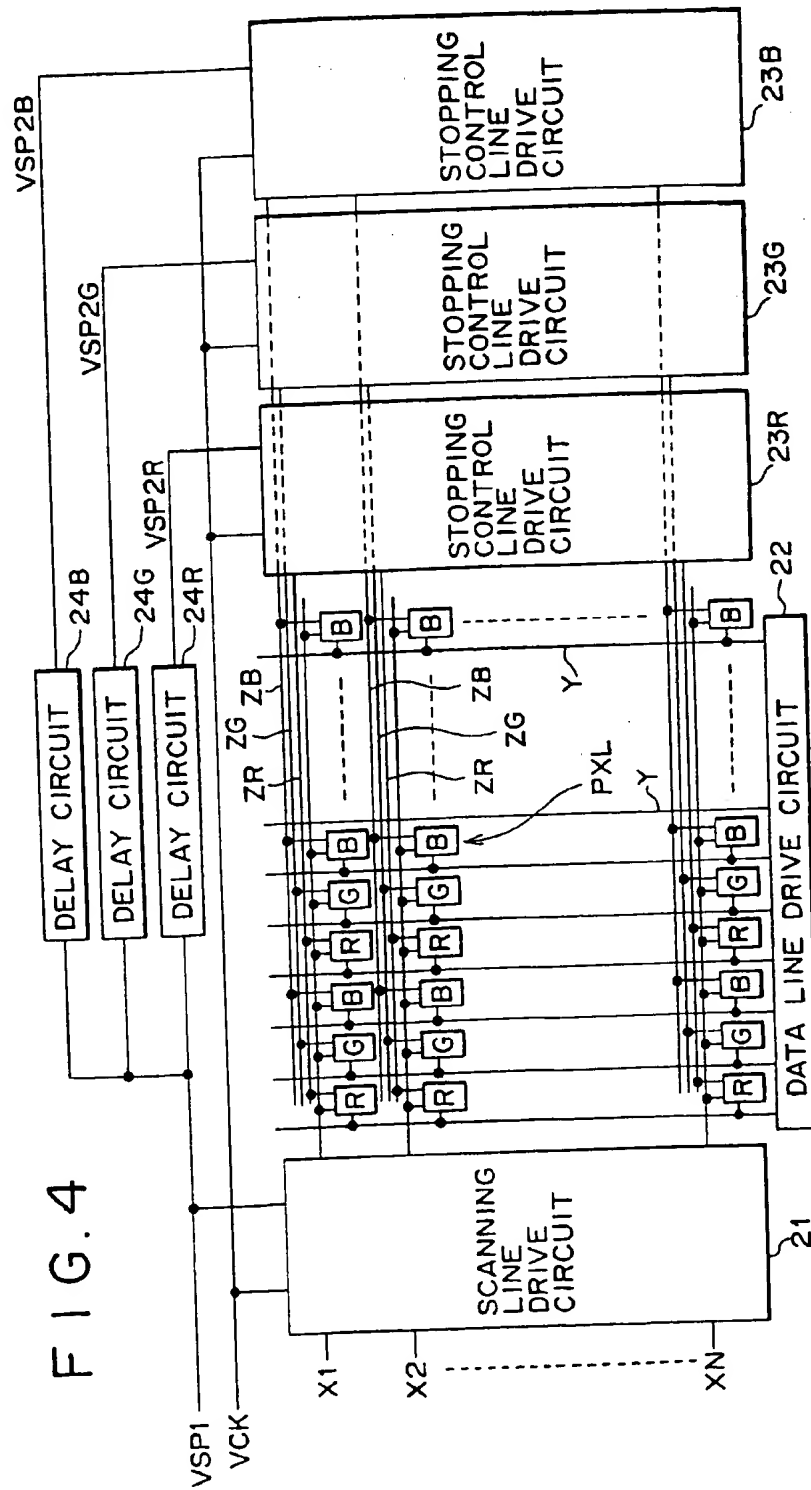 FIG. 4
VSP1
VCK
DELAY CIRCUIT
24B
DELAY CIRCUIT
24G
DELAY CIRCUIT
24R
VSP2B
VSP2G
VSP2R
SCANNING
LINE
DRIVE
CIRCUIT
21
X1
X2
XN
ZR
ZG
ZB
ZR
ZG
ZB
R G B R G B B
R G B R G B B
PXL
Y
Y
R G B R G B B
DATA LINE DRIVE CIRCUIT
22
STOPPING
CONTROL
LINE
DRIVE
CIRCUIT
23R
STOPPING
CONTROL
LINE
DRIVE
CIRCUIT
23G
STOPPING
CONTROL
LINE
DRIVE
CIRCUIT
23B